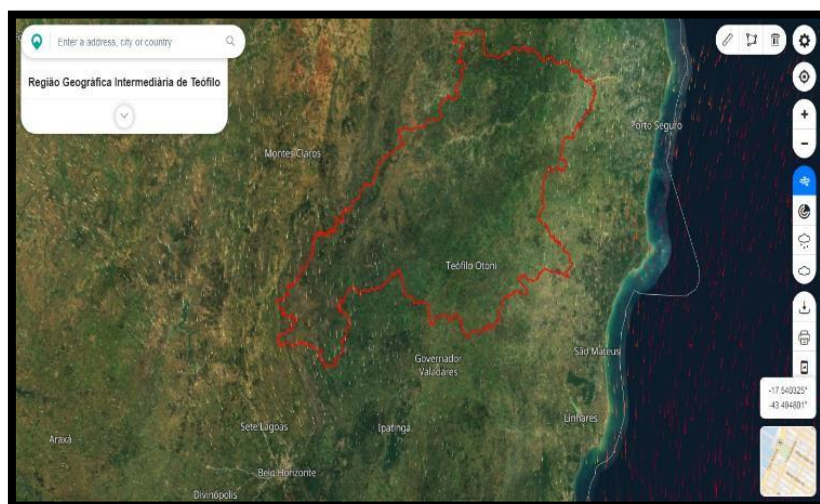 Enter a address, city or country
Região Geográfica Intermediária de Teófilo
Porto Seguro
Montes Claros
Teófilo Otoni
Governador
Valadares
São Mateus
-17.540325°
-43.494801°
Linhares
Sete Lagoas
Ipatinga
Araxá
Belo Horizonte
Divinópolis